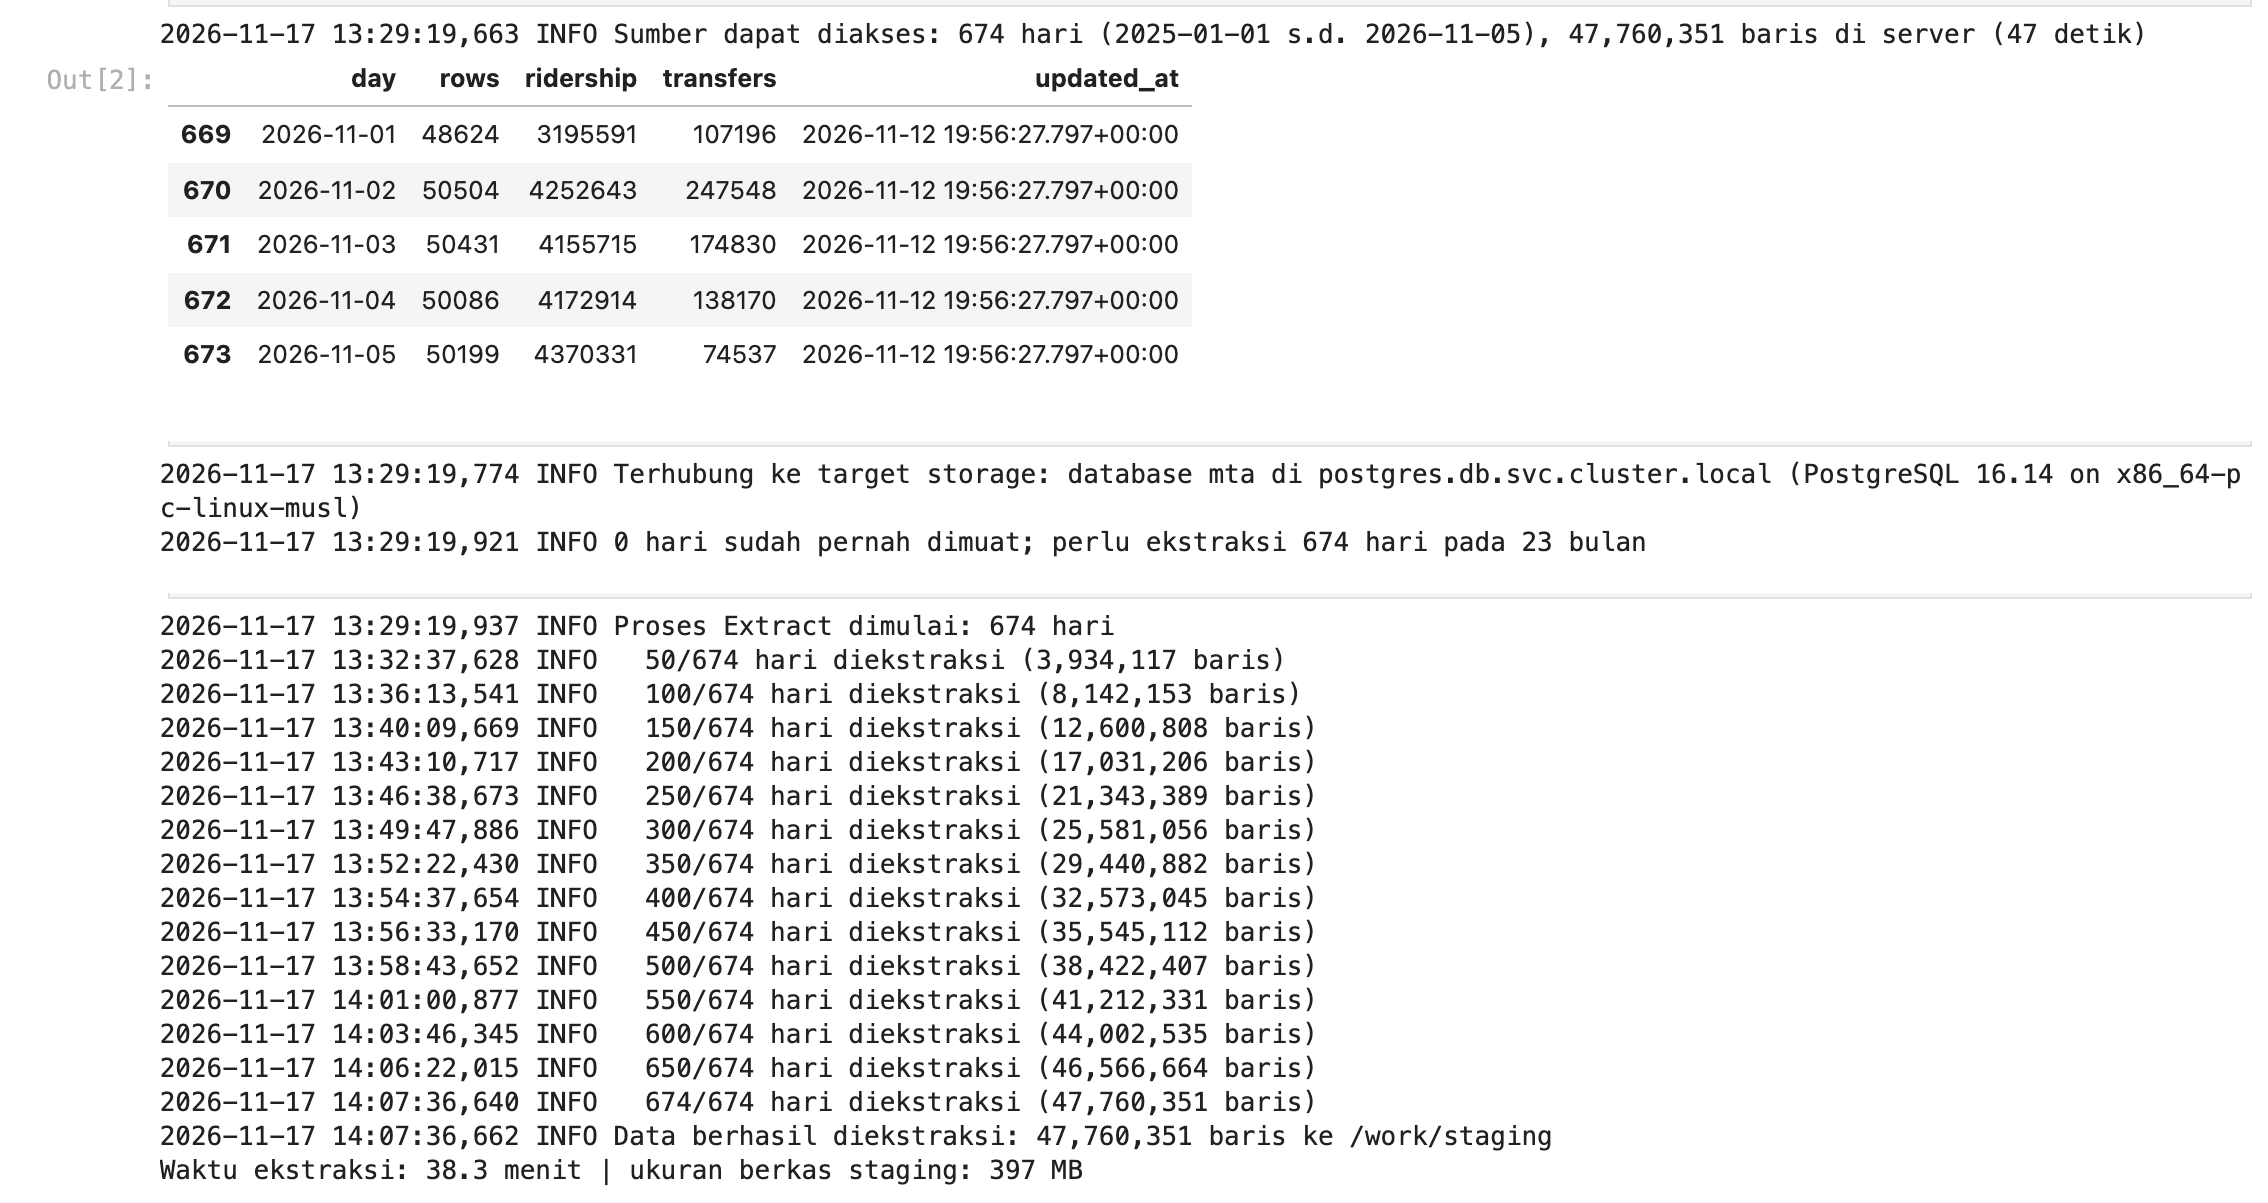 2026-11-17 13:29:19,663 INFO Sumber dapat diakses: 674 hari (2025-01-01 s.d. 2026-11-05), 47,760,351 baris di server (47 detik)
Out[2]:
day rows ridership transfers updated_at
669 2026-11-01 48624 3195591 107196 2026-11-12 19:56:27.797+00:00
670 2026-11-02 50504 4252643 247548 2026-11-12 19:56:27.797+00:00
671 2026-11-03 50431 4155715 174830 2026-11-12 19:56:27.797+00:00
672 2026-11-04 50086 4172914 138170 2026-11-12 19:56:27.797+00:00
673 2026-11-05 50199 4370331 74537 2026-11-12 19:56:27.797+00:00
2026-11-17 13:29:19,774 INFO Terhubung ke target storage: database mta di postgres.db.svc.cluster.local (PostgreSQL 16.14 on x86_64-p
c-linux-musl)
2026-11-17 13:29:19,921 INFO 0 hari sudah pernah dimuat; perlu ekstraksi 674 hari pada 23 bulan
2026-11-17 13:29:19,937 INFO Proses Extract dimulai: 674 hari
2026-11-17 13:32:37,628 INFO   50/674 hari diekstraksi (3,934,117 baris)
2026-11-17 13:36:13,541 INFO   100/674 hari diekstraksi (8,142,153 baris)
2026-11-17 13:40:09,669 INFO   150/674 hari diekstraksi (12,600,808 baris)
2026-11-17 13:43:10,717 INFO   200/674 hari diekstraksi (17,031,206 baris)
2026-11-17 13:46:38,673 INFO   250/674 hari diekstraksi (21,343,389 baris)
2026-11-17 13:49:47,886 INFO   300/674 hari diekstraksi (25,581,056 baris)
2026-11-17 13:52:22,430 INFO   350/674 hari diekstraksi (29,440,882 baris)
2026-11-17 13:54:37,654 INFO   400/674 hari diekstraksi (32,573,045 baris)
2026-11-17 13:56:33,170 INFO   450/674 hari diekstraksi (35,545,112 baris)
2026-11-17 13:58:43,652 INFO   500/674 hari diekstraksi (38,422,407 baris)
2026-11-17 14:01:00,877 INFO   550/674 hari diekstraksi (41,212,331 baris)
2026-11-17 14:03:46,345 INFO   600/674 hari diekstraksi (44,002,535 baris)
2026-11-17 14:06:22,015 INFO   650/674 hari diekstraksi (46,566,664 baris)
2026-11-17 14:07:36,640 INFO   674/674 hari diekstraksi (47,760,351 baris)
2026-11-17 14:07:36,662 INFO Data berhasil diekstraksi: 47,760,351 baris ke /work/staging
Waktu ekstraksi: 38.3 menit | ukuran berkas staging: 397 MB